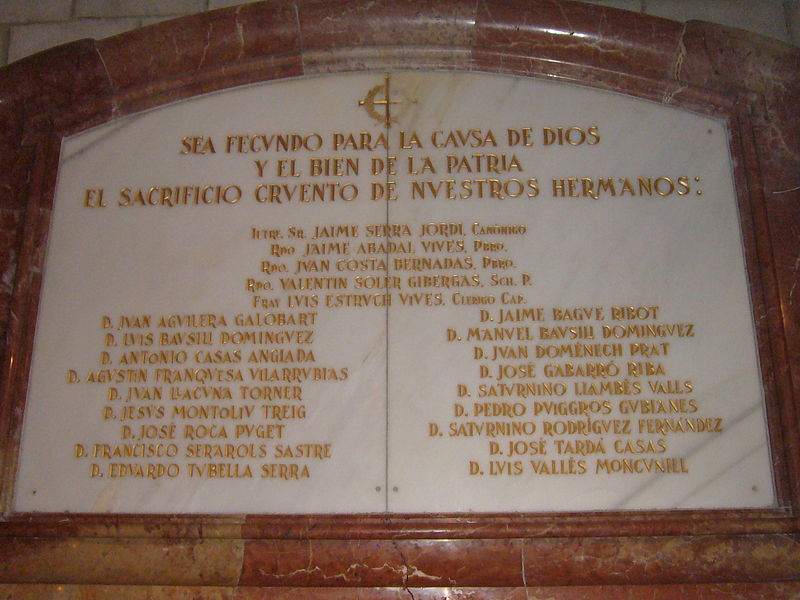 SEA FECVNDO PARA LA CAVSA DE DIOS
Y EL BIEN DE LA PATRIA
EL SACRIFICIO CRVENTO DE NVESTROS HERMANOS:
ILTRE. SR. JAIME SERRA JORDI, CANÓNIGO
RDO JAIME ABADAL VIVES, PBRO.
RDO. JVAN COSTA BERNADAS, PBRO.
RDO. VALENTIN SOLER GIBERGAS, SCH. P.
FRAY LVIS ESTRVCH VIVES, CLERIGO CAP.
D. JVAN AGVILERA GALOBART
D. LVIS BAVSILI DOMINGVEZ
D. ANTONIO CASAS ANGLADA
D. AGVSTIN FRANQVESA VILARRVBIAS
D. JVAN LLACVNA TORNER
D. JESVS MONTOLIV TREIG
D. JOSÉ ROCA PVGET
D. FRANCISCO SERAROLS SASTRE
D. EDVARDO TVBELLA SERRA
D. JAIME BAGVE RIBOT
D. MANVEL BAVSILI DOMINGVEZ
D. JVAN DOMÈNECH PRAT
D. JOSÉ GABARRÓ RIBA
D. SATVRNINO LLAMBÉS VALLS
D. PEDRO PVIGGROS GVBIANES
D. SATVRNINO RODRÍGVEZ FERNÁNDEZ
D. JOSÉ TARDÁ CASAS
D. LVIS VALLÉS MONCVNILL